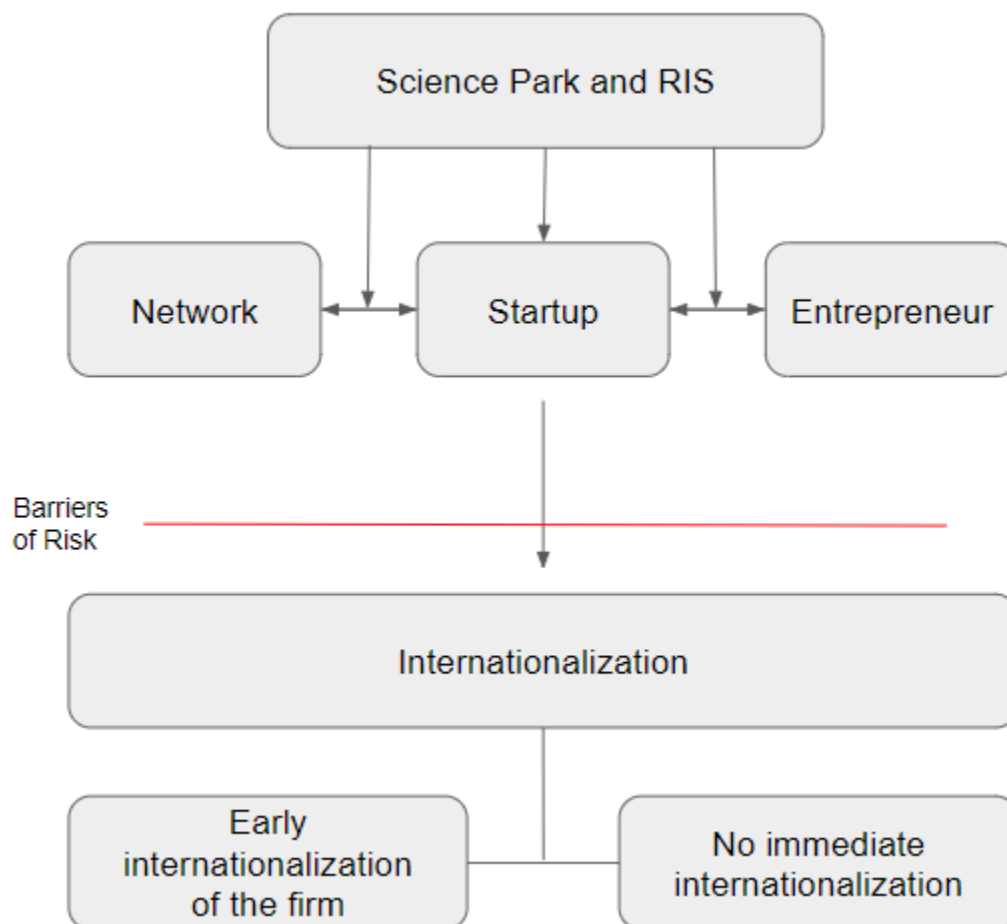 Science Park and RIS
Network
Startup
Entrepreneur
Barriers
of Risk
Internationalization
Early
internationalization
of the firm
No immediate
internationalization